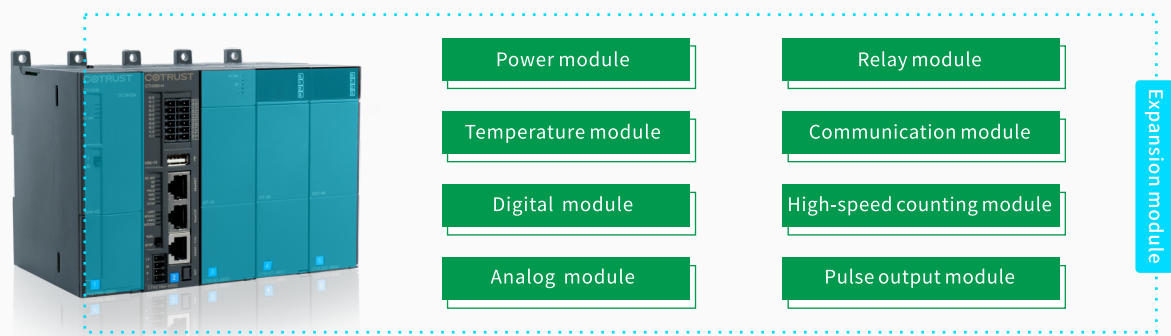 COTRUST
COTRUST
Power module
Relay module
Temperature module
Communication module
Digital module
High-speed counting module
Analog module
Pulse output module
Expansion module